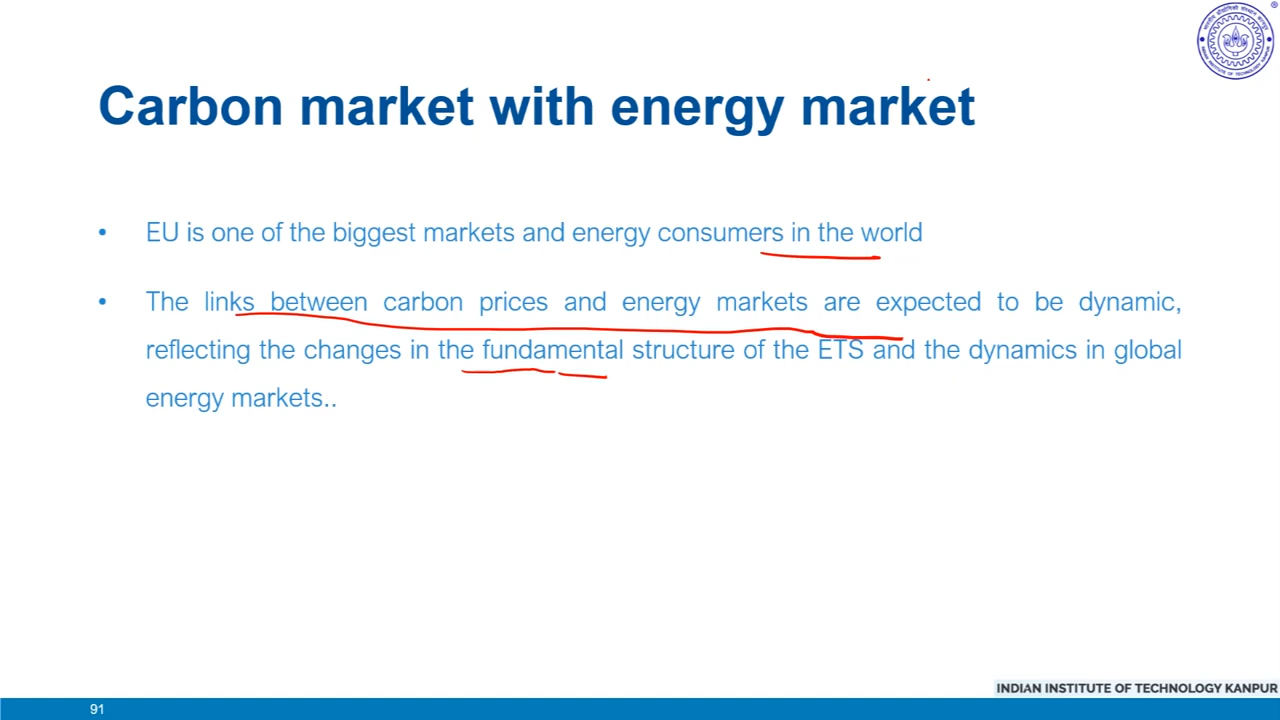 Carbon market with energy market
• EU is one of the biggest markets and energy consumers in the world
• The links between carbon prices and energy markets are expected to be dynamic,
reflecting the changes in the fundamental structure of the ETS and the dynamics in global
energy markets..
INDIAN INSTITUTE OF TECHNOLOGY KANPUR
91